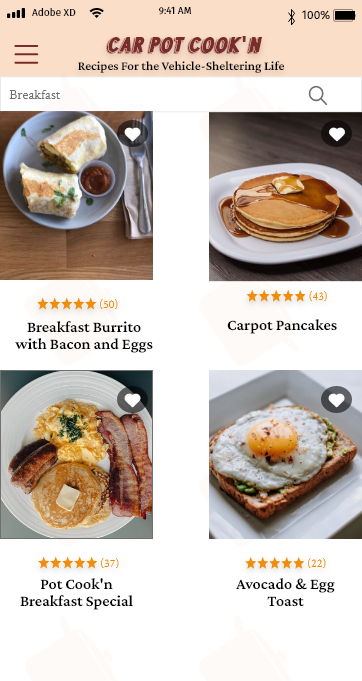 Adobe XD 9:41 AM 100%
CAR POT COOK'N
Recipes For the Vehicle-Sheltering Life
Breakfast
(50)
Breakfast Burrito
with Bacon and Eggs
(43)
Carpot Pancakes
(37)
Pot Cook'n
Breakfast Special
(22)
Avocado & Egg
Toast